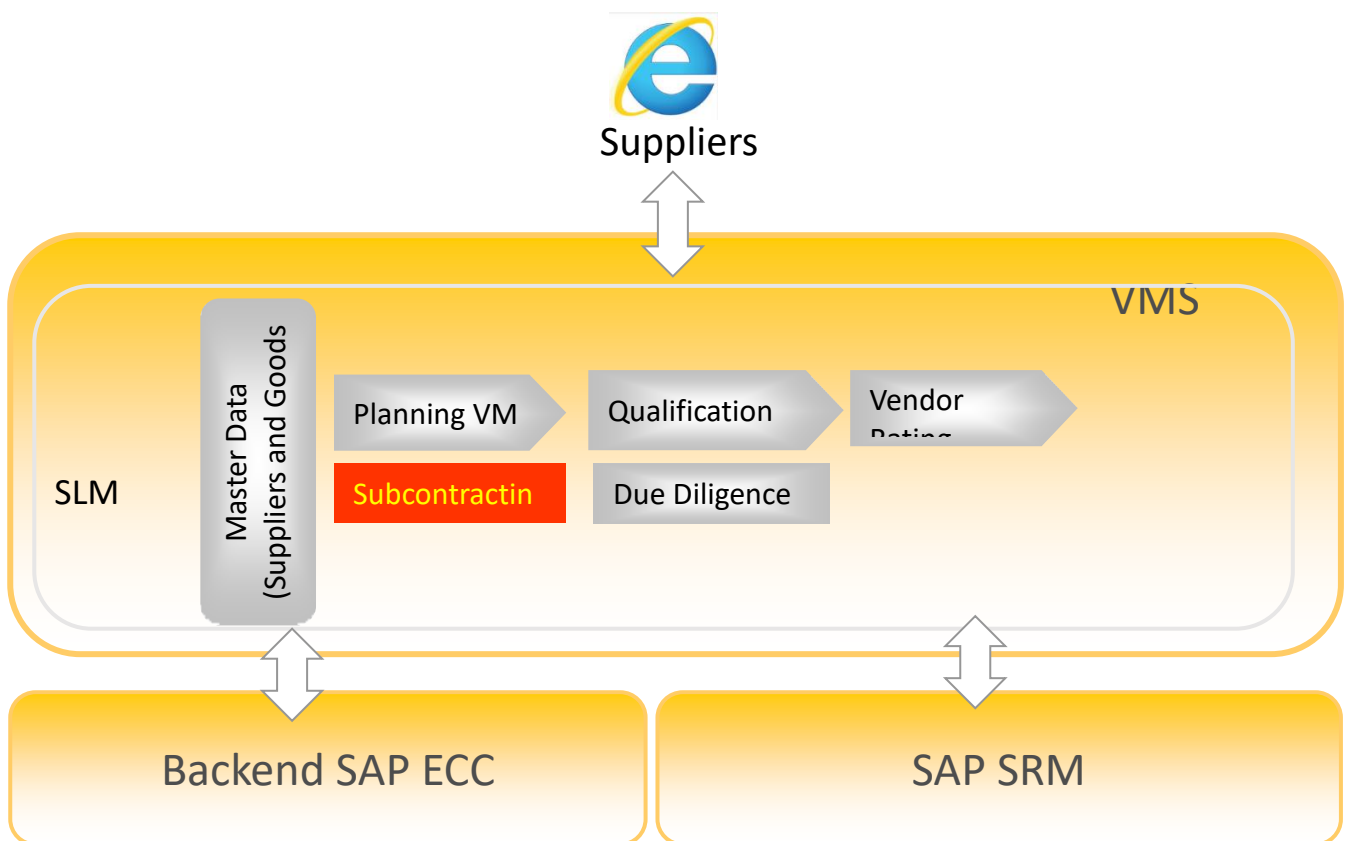 Suppliers
VMS
SLM
Master Data
(Suppliers and Goods
Planning VM
Qualification
Vendor
Rating
Subcontractin
Due Diligence
Backend SAP ECC
SAP SRM